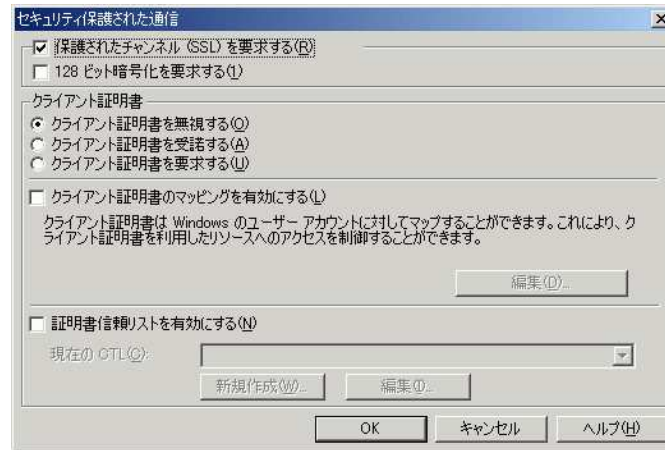 セキュリティ保護された通信
保護されたチャンネル (SSL) を要求する(R)
128 ビット暗号化を要求する(1)
クライアント証明書
クライアント証明書を無視する(O)
クライアント証明書を受諾する(A)
クライアント証明書を要求する(U)
クライアント証明書のマッピングを有効にする(L)
クライアント証明書は Windows のユーザー アカウントに対してマップすることができます。これにより、ク
ライアント証明書を利用したリソースへのアクセスを制御することができます。
編集(D)...
証明書信頼リストを有効にする(N)
現在の CTL(C):
新規作成(W)...
編集(I)...
OK
キャンセル
ヘルプ(H)